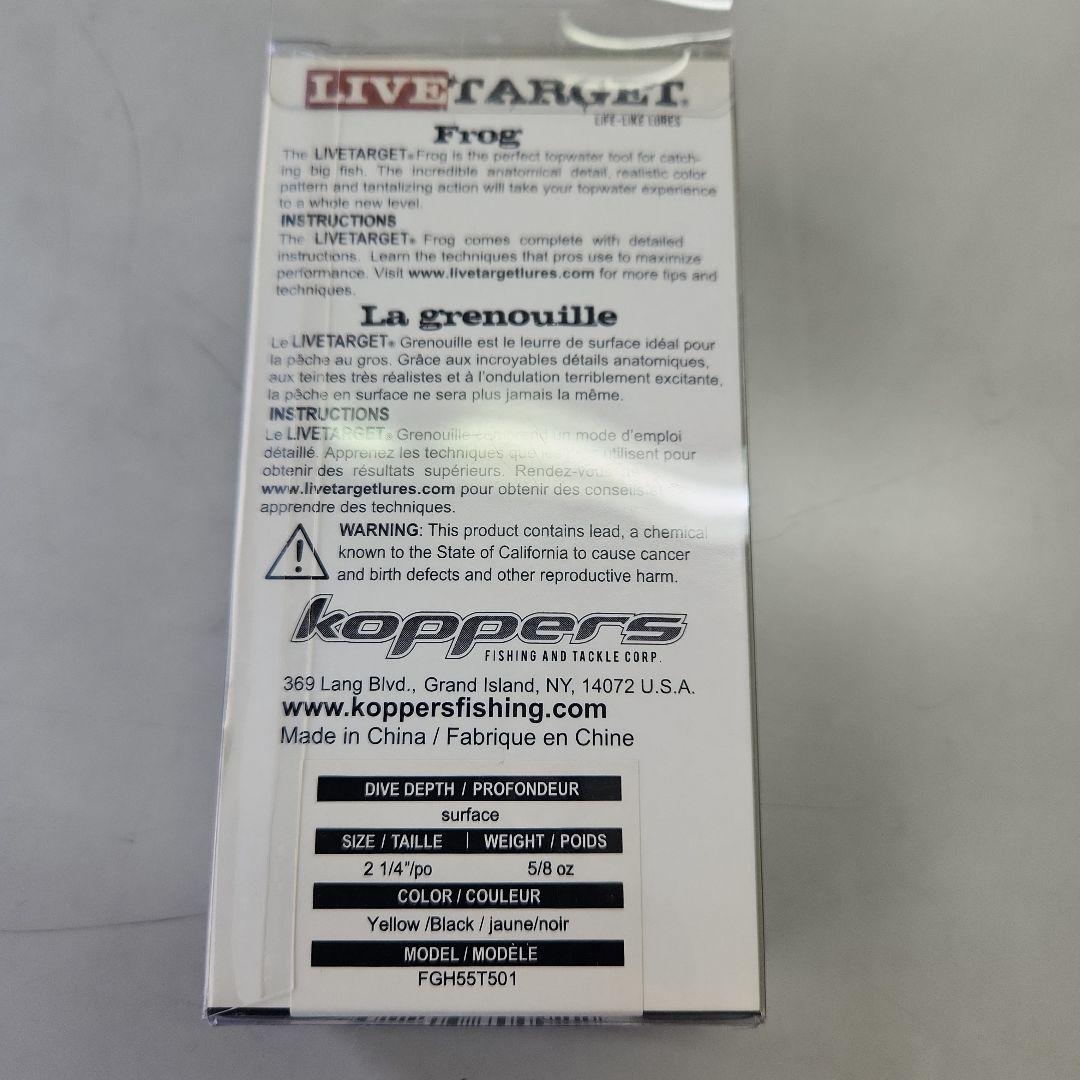 LIVETARGET®
LIFE-LIKE LURES
Frog
The LIVETARGET® Frog is the perfect topwater tool for catch-
ing big fish. The incredible anatomical detail, realistic color
pattern and tantalizing action will take your topwater experience
to a whole new level.
INSTRUCTIONS
The LIVETARGET® Frog comes complete with detailed
instructions. Learn the techniques that pros use to maximize
performance. Visit www.livetargetlures.com for more tips and
techniques.
La grenouille
Le LIVETARGET® Grenouille est le leurre de surface idéal pour
la pêche au gros. Grâce aux incroyables détails anatomiques,
aux teintes très réalistes et à l'ondulation terriblement excitante,
la pêche en surface ne sera plus jamais la même.
INSTRUCTIONS
Le LIVETARGET® Grenouille comprend un mode d'emploi
détaillé. Apprenez les techniques que utilisent pour
obtenir des résultats supérieurs. Rendez-vous
www.livetargetlures.com pour obtenir des conseils et
apprendre des techniques.
WARNING: This product contains lead, a chemical
known to the State of California to cause cancer
and birth defects and other reproductive harm.
koppers
FISHING AND TACKLE CORP.
369 Lang Blvd., Grand Island, NY, 14072 U.S.A.
www.koppersfishing.com
Made in China / Fabrique en Chine
DIVE DEPTH / PROFONDEUR
surface
SIZE / TAILLE | WEIGHT / POIDS
2 1/4"/po 5/8 oz
COLOR / COULEUR
Yellow /Black / jaune/noir
MODEL / MODÈLE
FGH55T501